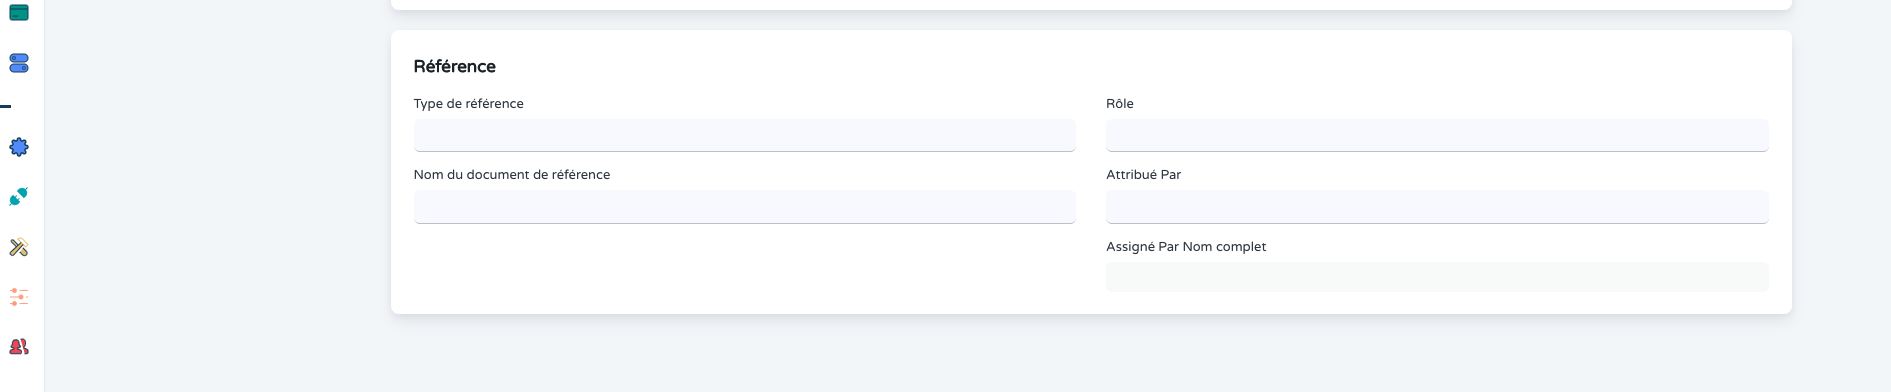 Référence
Type de référence
Rôle
Nom du document de référence
Attribué Par
Assigné Par Nom complet